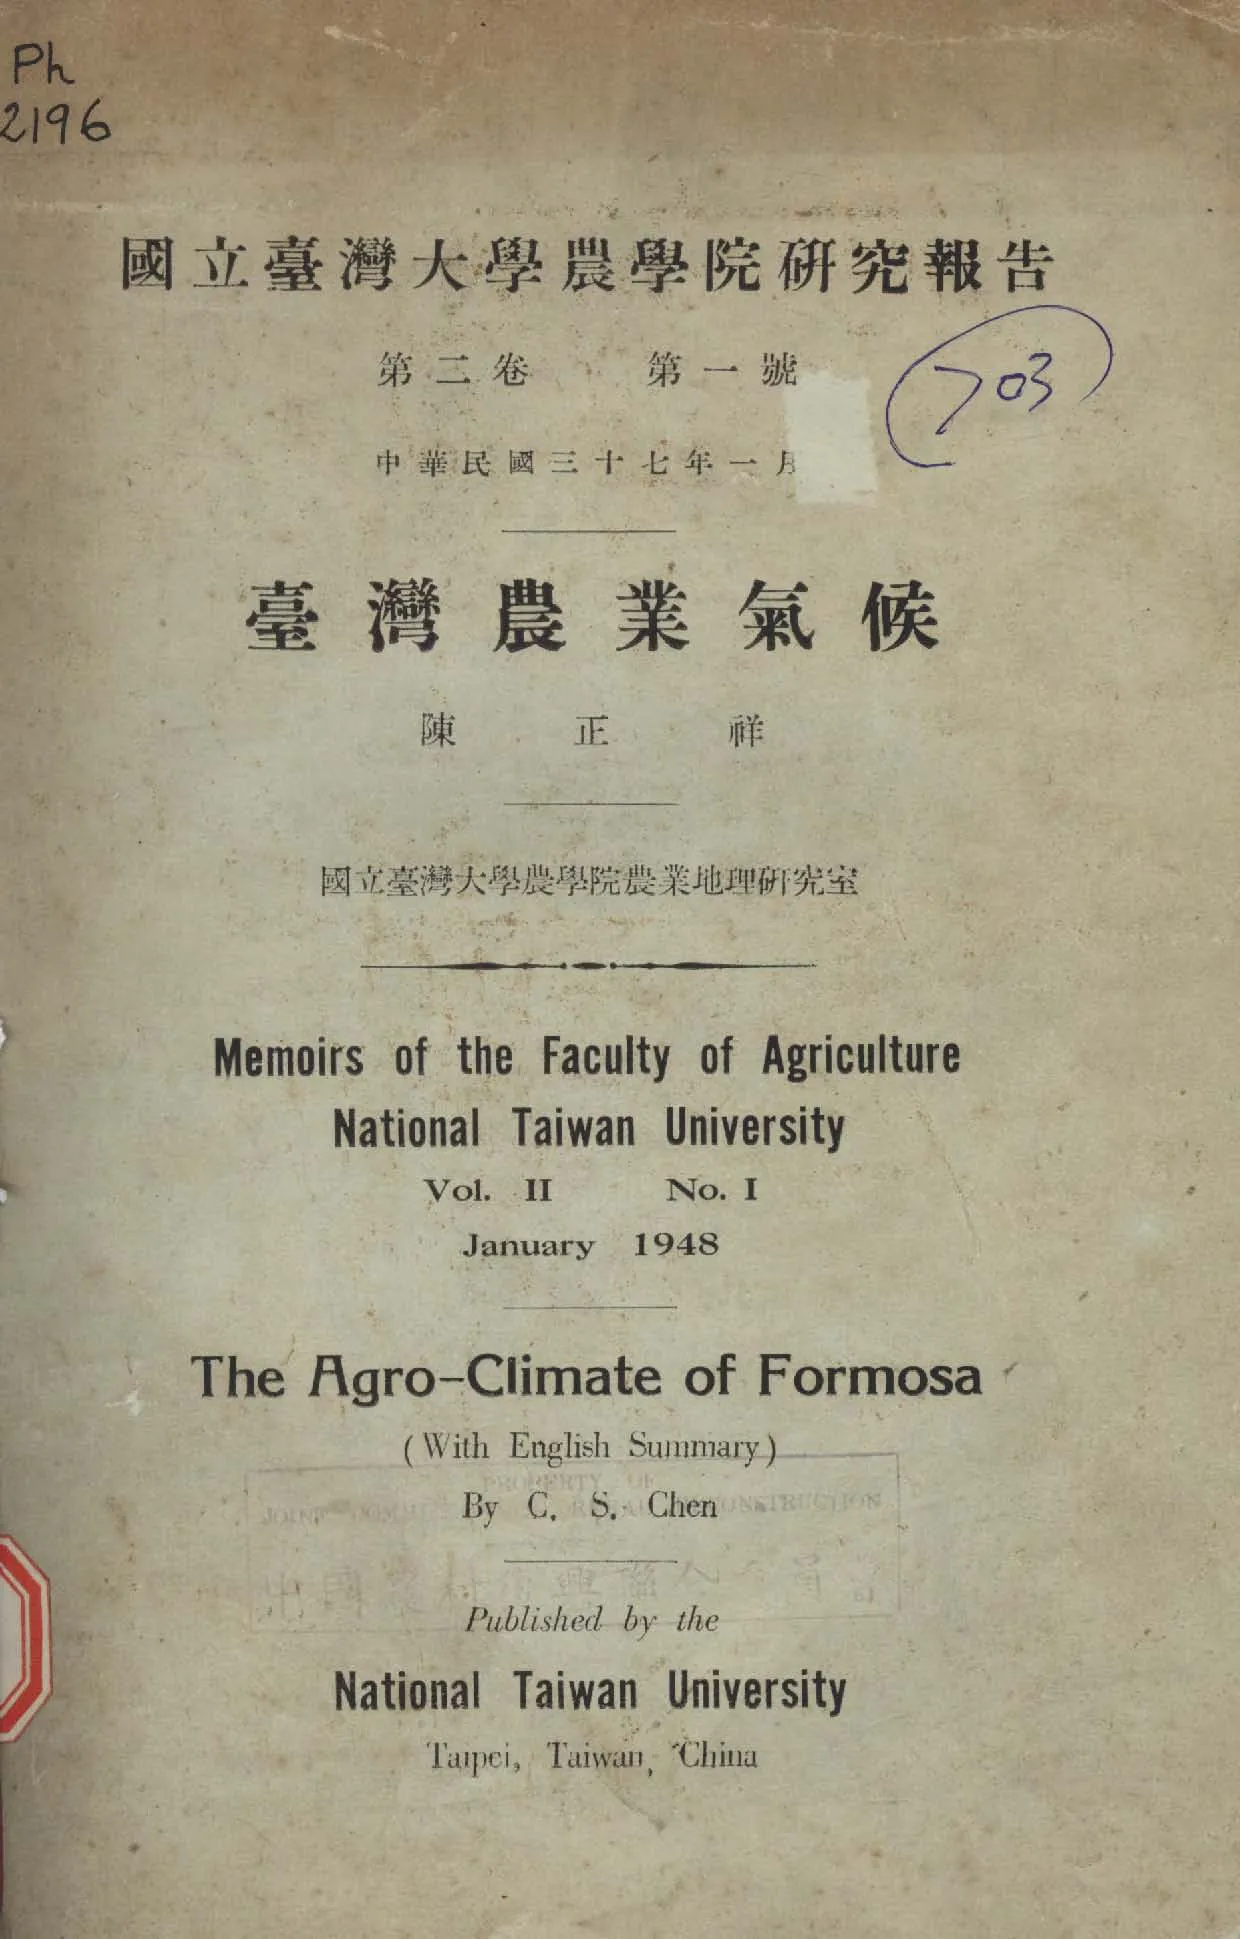 Ph
2196
國立臺灣大學農學院研究報告
第二卷 第一號
703
中華民國三十七年一月
臺灣農業氣候
陳正祥
國立臺灣大學農學院農業地理研究室
Memoirs of the Faculty of Agriculture
National Taiwan University
Vol. II No. I
January 1948
The Agro-Climate of Formosa
(With English Summary)
PROPERTY OF
By C. S. Chen
JOINT CONSTRUCTION
Published by the
National Taiwan University
Taipei, Taiwan, China